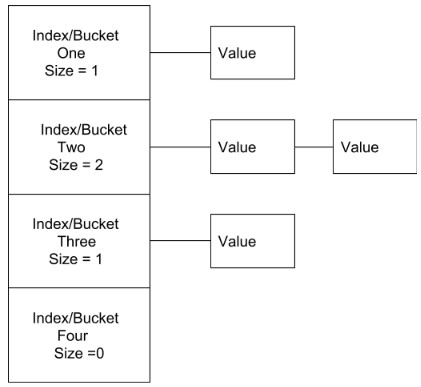 Index/Bucket
One
Size = 1
Value
Index/Bucket
Two
Size = 2
Value
Value
Index/Bucket
Three
Size = 1
Value
Index/Bucket
Four
Size =0